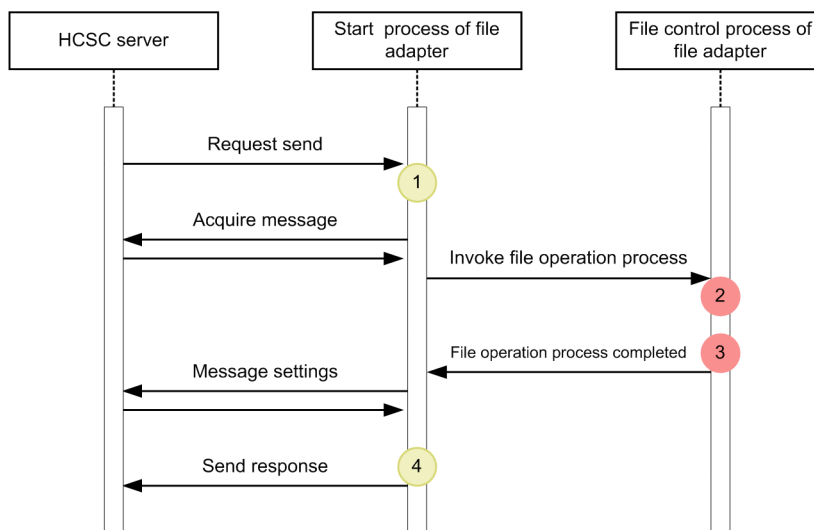 HCSC server
Start process of file
adapter
File control process of
file adapter
Request send
1
Acquire message
Invoke file operation process
2
3
File operation process completed
Message settings
4
Send response